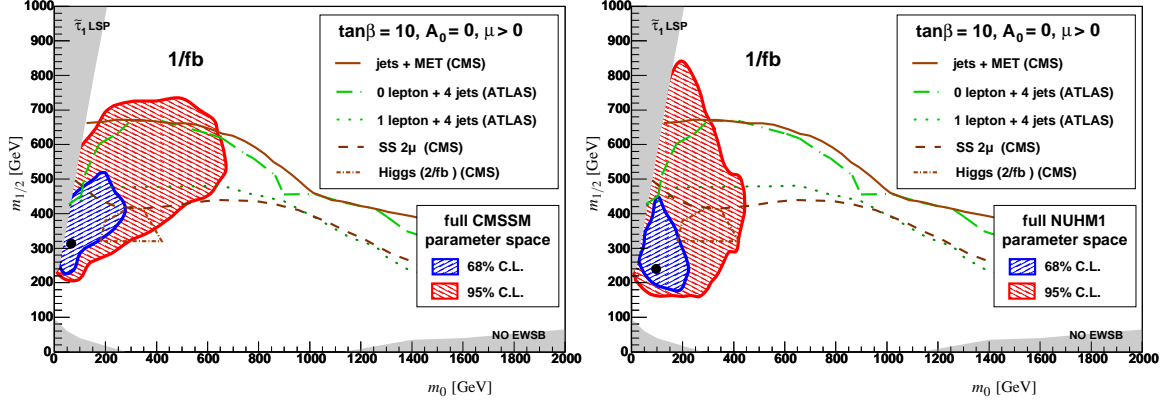 τ̃₁ LSP
1/fb
tanβ = 10, A₀ = 0, μ > 0
jets + MET (CMS)
0 lepton + 4 jets (ATLAS)
1 lepton + 4 jets (ATLAS)
SS 2μ (CMS)
Higgs (2/fb ) (CMS)
full CMSSM
parameter space
68% C.L.
95% C.L.
NO EWSB
m₁/₂ [GeV]
1000
900
800
700
600
500
400
300
200
100
0
0 200 400 600 800 1000 1200 1400 1600 1800 2000
m₀ [GeV]
τ̃₁ LSP
1/fb
tanβ = 10, A₀ = 0, μ > 0
jets + MET (CMS)
0 lepton + 4 jets (ATLAS)
1 lepton + 4 jets (ATLAS)
SS 2μ (CMS)
Higgs (2/fb ) (CMS)
full NUHM1
parameter space
68% C.L.
95% C.L.
NO EWSB
m₁/₂ [GeV]
1000
900
800
700
600
500
400
300
200
100
0
0 200 400 600 800 1000 1200 1400 1600 1800 2000
m₀ [GeV]